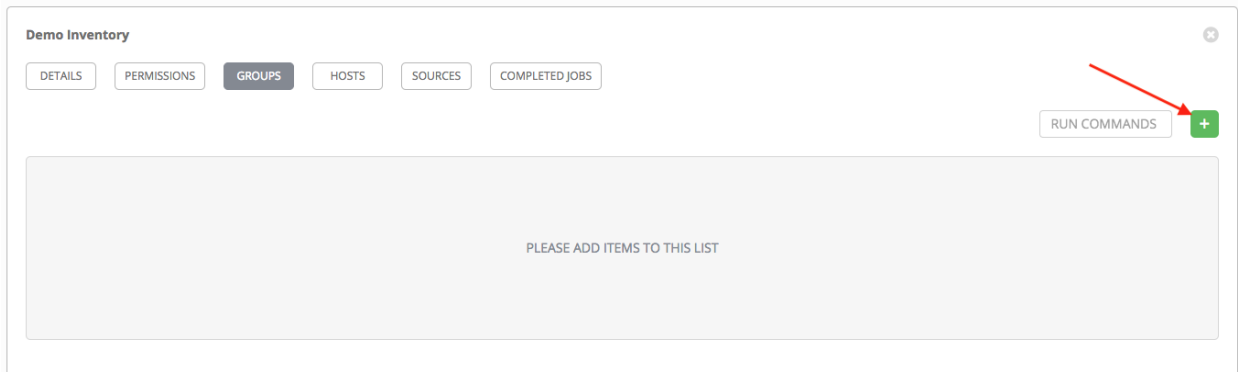 Demo Inventory
DETAILS PERMISSIONS GROUPS HOSTS SOURCES COMPLETED JOBS
RUN COMMANDS +
PLEASE ADD ITEMS TO THIS LIST